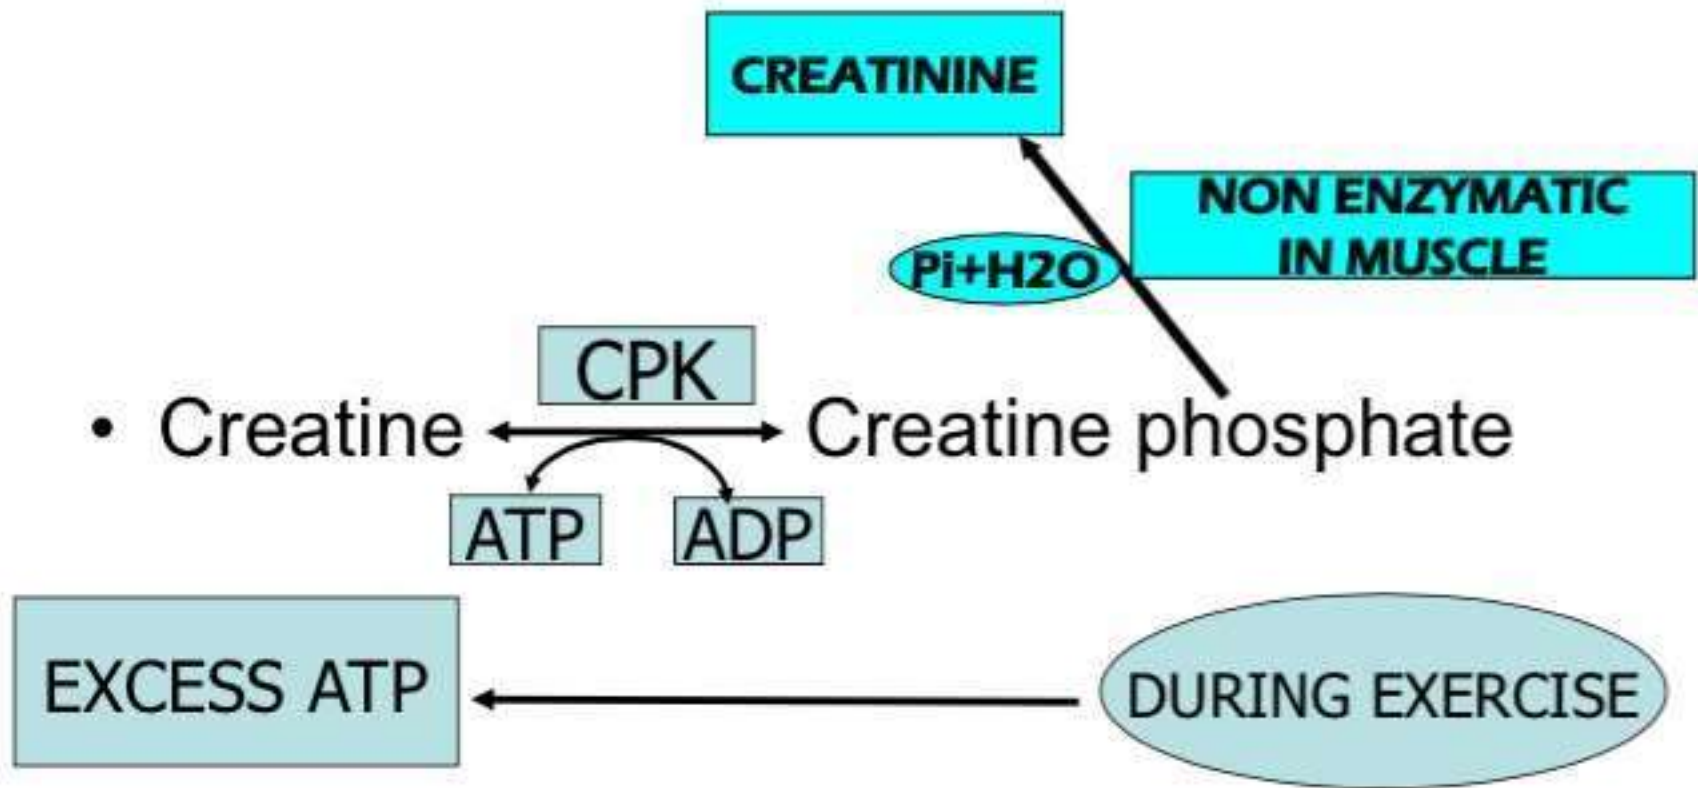 CREATININE
NON ENZYMATIC
IN MUSCLE
Pi+H2O
CPK
• Creatine
Creatine phosphate
ATP
ADP
EXCESS ATP
DURING EXERCISE